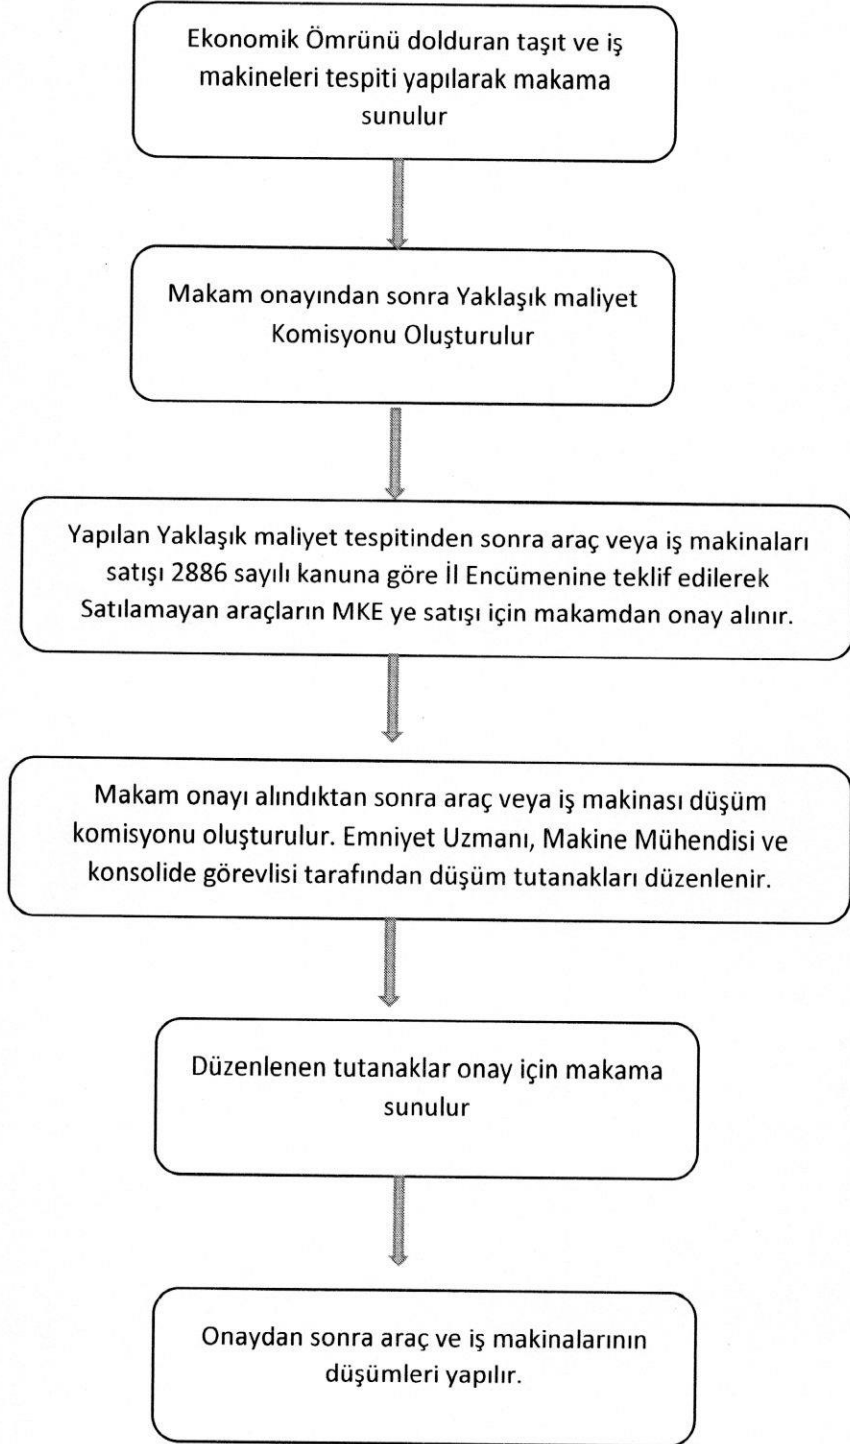 Ekonomik Ömrünü dolduran taşıt ve iş
makineleri tespiti yapılarak makama
sunulur
Makam onayından sonra Yaklaşık maliyet
Komisyonu Oluşturulur
Yapılan Yaklaşık maliyet tespitinden sonra araç veya iş makinaları
satışı 2886 sayılı kanuna göre İl Encümenine teklif edilerek
Satılamayan araçların MKE ye satışı için makamdan onay alınır.
Makam onayı alındıktan sonra araç veya iş makinası düşüm
komisyonu oluşturulur. Emniyet Uzmanı, Makine Mühendisi ve
konsolide görevlisi tarafından düşüm tutanakları düzenlenir.
Düzenlenen tutanaklar onay için makama
sunulur
Onaydan sonra araç ve iş makinalarının
düşümleri yapılır.